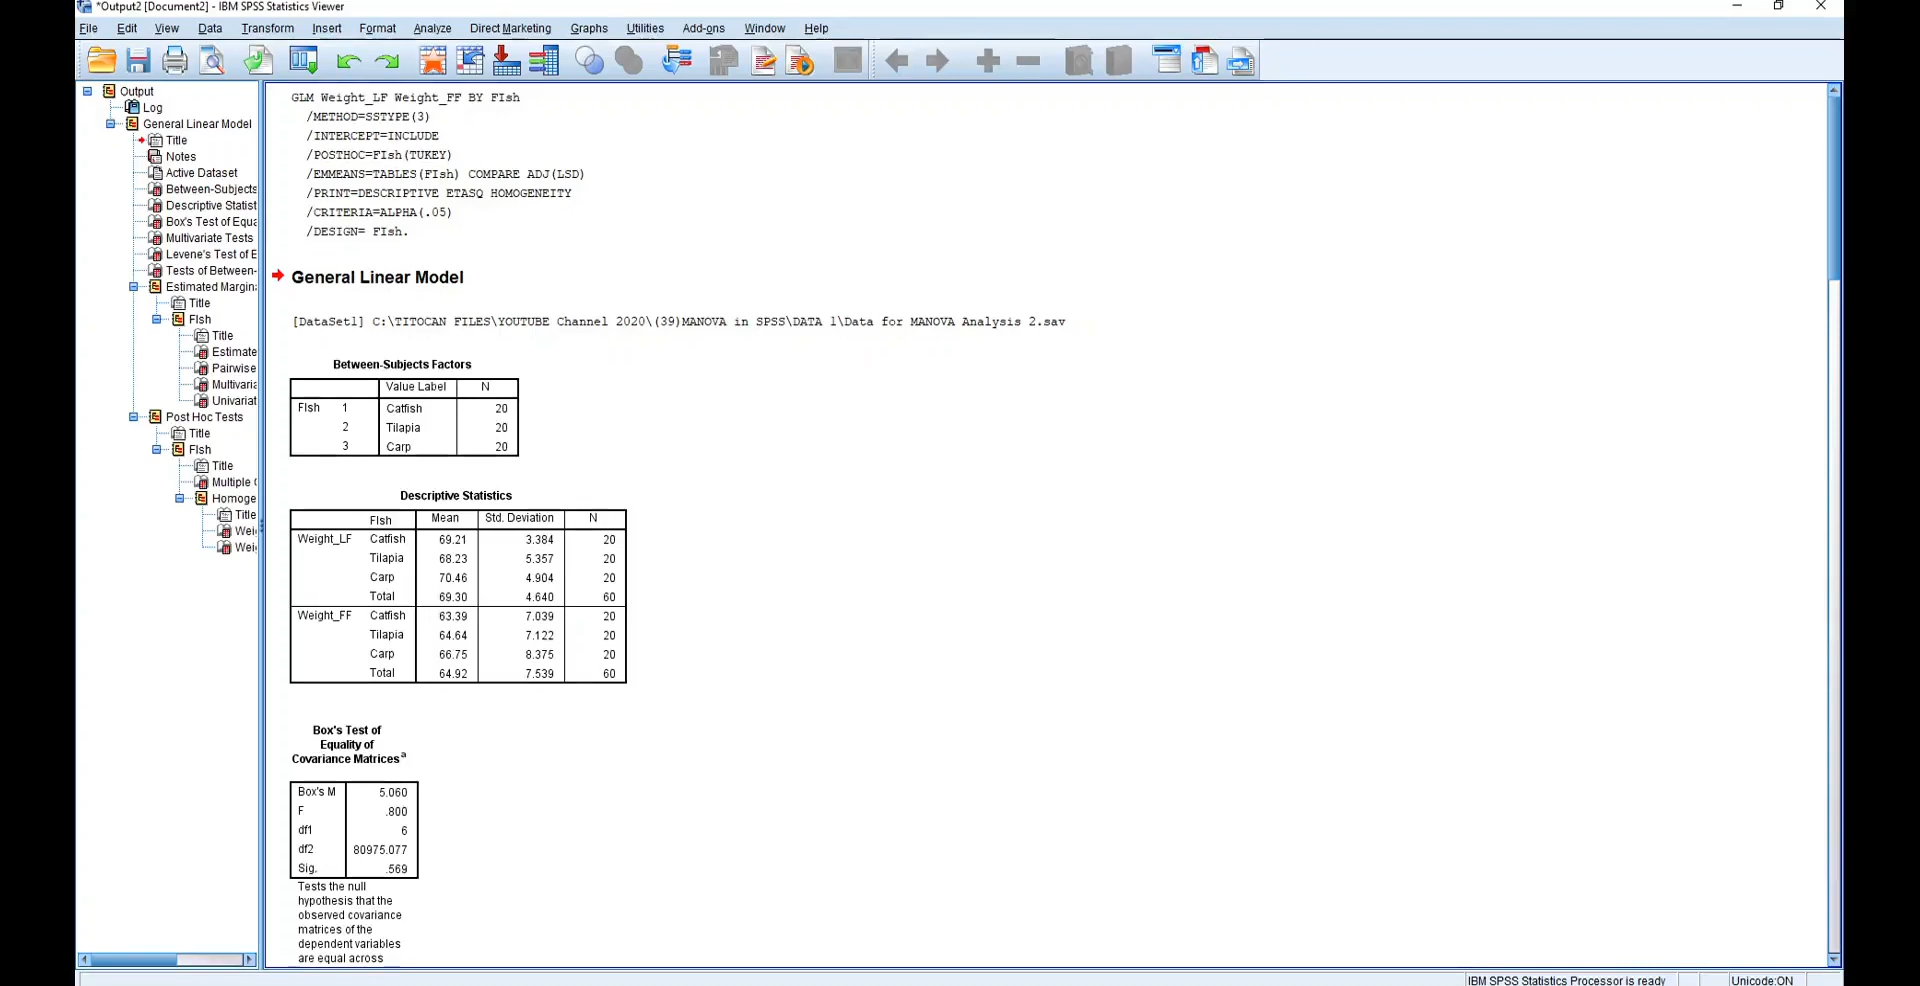 *Output2 [Document2] - IBM SPSS Statistics Viewer
File Edit View Data Transform Insert Format Analyze Direct Marketing Graphs Utilities Add-ons Window Help
Output
Log
General Linear Model
Title
Notes
Active Dataset
Between-Subjects
Descriptive Statist
Box's Test of Equa
Multivariate Tests
Levene's Test of E
Tests of Between-
Estimated Margin
Title
FIsh
Title
Estimate
Pairwise
Multivaria
Univariat
Post Hoc Tests
Title
FIsh
Title
Multiple
Homoge
Title
Wei
Wei
GLM Weight_LF Weight_FF BY FIsh
/METHOD=SSTYPE(3)
/INTERCEPT=INCLUDE
/POSTHOC=FIsh(TUKEY)
/EMMEANS=TABLES(FIsh) COMPARE ADJ(LSD)
/PRINT=DESCRIPTIVE ETASQ HOMOGENEITY
/CRITERIA=ALPHA(.05)
/DESIGN= FIsh.
General Linear Model
[DataSet1] C:\TITOCAN FILES\YOUTUBE Channel 2020\(39)MANOVA in SPSS\DATA 1\Data for MANOVA Analysis 2.sav
Between-Subjects Factors
Value Label N
FIsh 1 Catfish 20
2 Tilapia 20
3 Carp 20
Descriptive Statistics
FIsh Mean Std. Deviation N
Weight_LF Catfish 69.21 3.384 20
Tilapia 68.23 5.357 20
Carp 70.46 4.904 20
Total 69.30 4.640 60
Weight_FF Catfish 63.39 7.039 20
Tilapia 64.64 7.122 20
Carp 66.75 8.375 20
Total 64.92 7.539 60
Box's Test of
Equality of
Covariance Matricesᵃ
Box's M 5.060
F .800
df1 6
df2 80975.077
Sig. .569
Tests the null
hypothesis that the
observed covariance
matrices of the
dependent variables
are equal across
IBM SPSS Statistics Processor is ready Unicode:ON